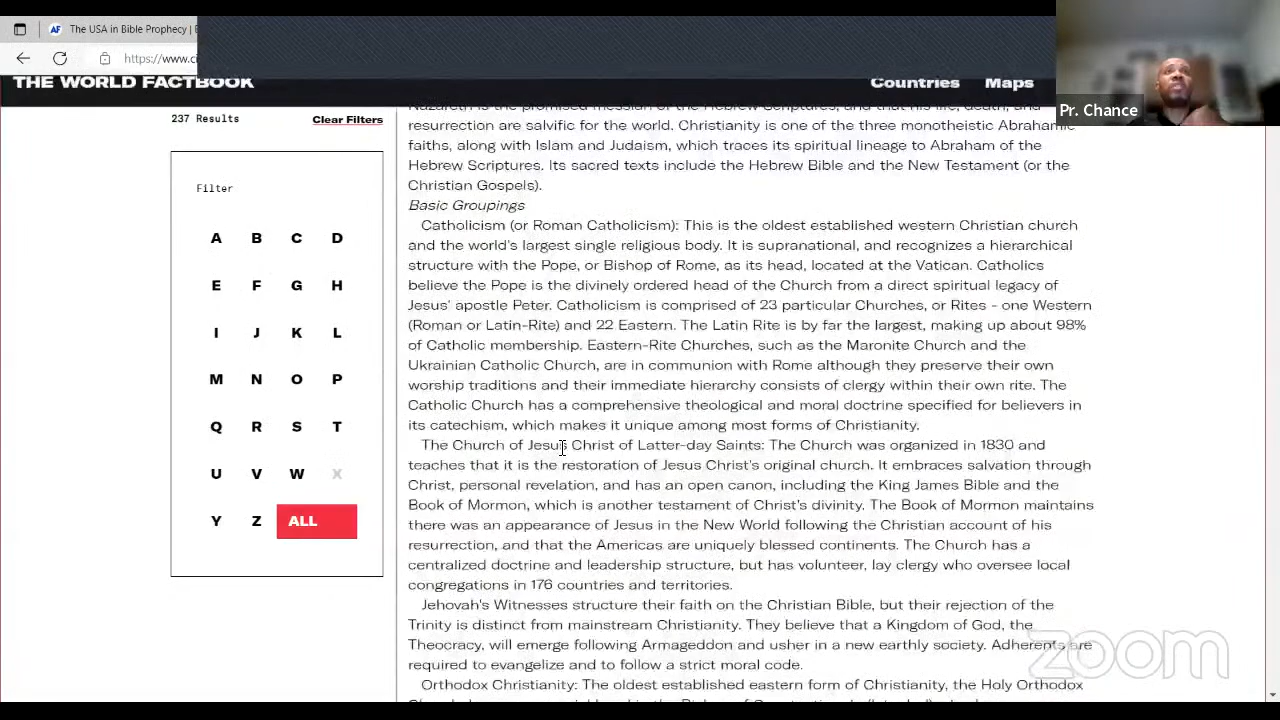 The USA in Bible Prophecy |
https://www.ci
THE WORLD FACTBOOK
Countries
Maps
Pr. Chance
237 Results
Clear Filters
Filter
A B C D
E F G H
I J K L
M N O P
Q R S T
U V W X
Y Z ALL
Nazareth is the promised messiah of the Hebrew Scriptures, and that his life, death, and
resurrection are salvific for the world. Christianity is one of the three monotheistic Abrahamic
faiths, along with Islam and Judaism, which traces its spiritual lineage to Abraham of the
Hebrew Scriptures. Its sacred texts include the Hebrew Bible and the New Testament (or the
Christian Gospels).
Basic Groupings
Catholicism (or Roman Catholicism): This is the oldest established western Christian church
and the world's largest single religious body. It is supranational, and recognizes a hierarchical
structure with the Pope, or Bishop of Rome, as its head, located at the Vatican. Catholics
believe the Pope is the divinely ordered head of the Church from a direct spiritual legacy of
Jesus' apostle Peter. Catholicism is comprised of 23 particular Churches, or Rites - one Western
(Roman or Latin-Rite) and 22 Eastern. The Latin Rite is by far the largest, making up about 98%
of Catholic membership. Eastern-Rite Churches, such as the Maronite Church and the
Ukrainian Catholic Church, are in communion with Rome although they preserve their own
worship traditions and their immediate hierarchy consists of clergy within their own rite. The
Catholic Church has a comprehensive theological and moral doctrine specified for believers in
its catechism, which makes it unique among most forms of Christianity.
The Church of Jesus Christ of Latter-day Saints: The Church was organized in 1830 and
teaches that it is the restoration of Jesus Christ's original church. It embraces salvation through
Christ, personal revelation, and has an open canon, including the King James Bible and the
Book of Mormon, which is another testament of Christ's divinity. The Book of Mormon maintains
there was an appearance of Jesus in the New World following the Christian account of his
resurrection, and that the Americas are uniquely blessed continents. The Church has a
centralized doctrine and leadership structure, but has volunteer, lay clergy who oversee local
congregations in 176 countries and territories.
Jehovah's Witnesses structure their faith on the Christian Bible, but their rejection of the
Trinity is distinct from mainstream Christianity. They believe that a Kingdom of God, the
Theocracy, will emerge following Armageddon and usher in a new earthly society. Adherents are
required to evangelize and to follow a strict moral code.
Orthodox Christianity: The oldest established eastern form of Christianity, the Holy Orthodox
zoom